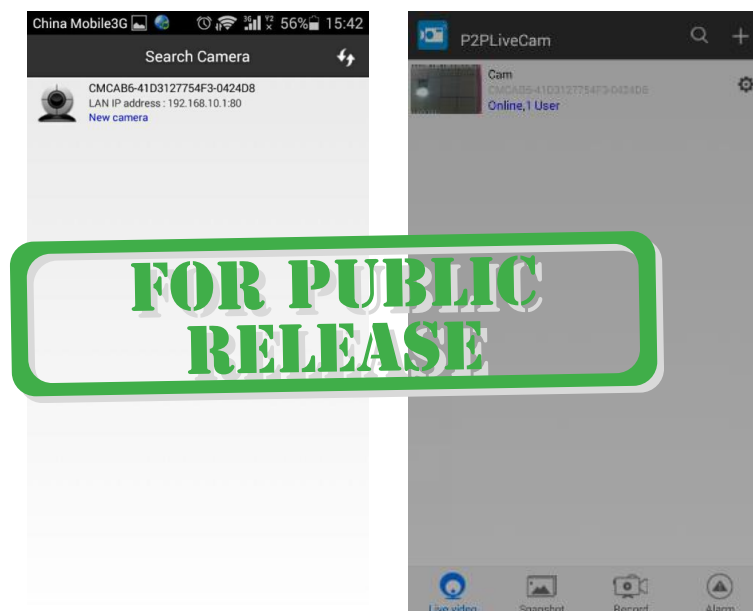 China Mobile3G 3G 56% 15:42
Search Camera
CMCAB6-41D3127754F3-0424D8
LAN IP address : 192.168.10.1:80
New camera
P2PLiveCam
Cam
CMCAB6-41D3127754F3-0424D8
Online,1 User
FOR PUBLIC
RELEASE
Live video Snapshot Record Alarm